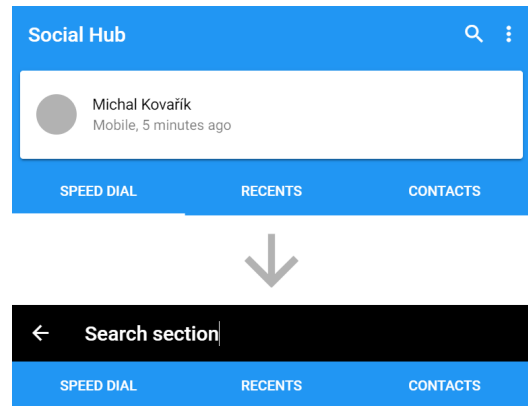 Social Hub
Michal Kovařík
Mobile, 5 minutes ago
SPEED DIAL RECENTS CONTACTS
Search section
SPEED DIAL RECENTS CONTACTS